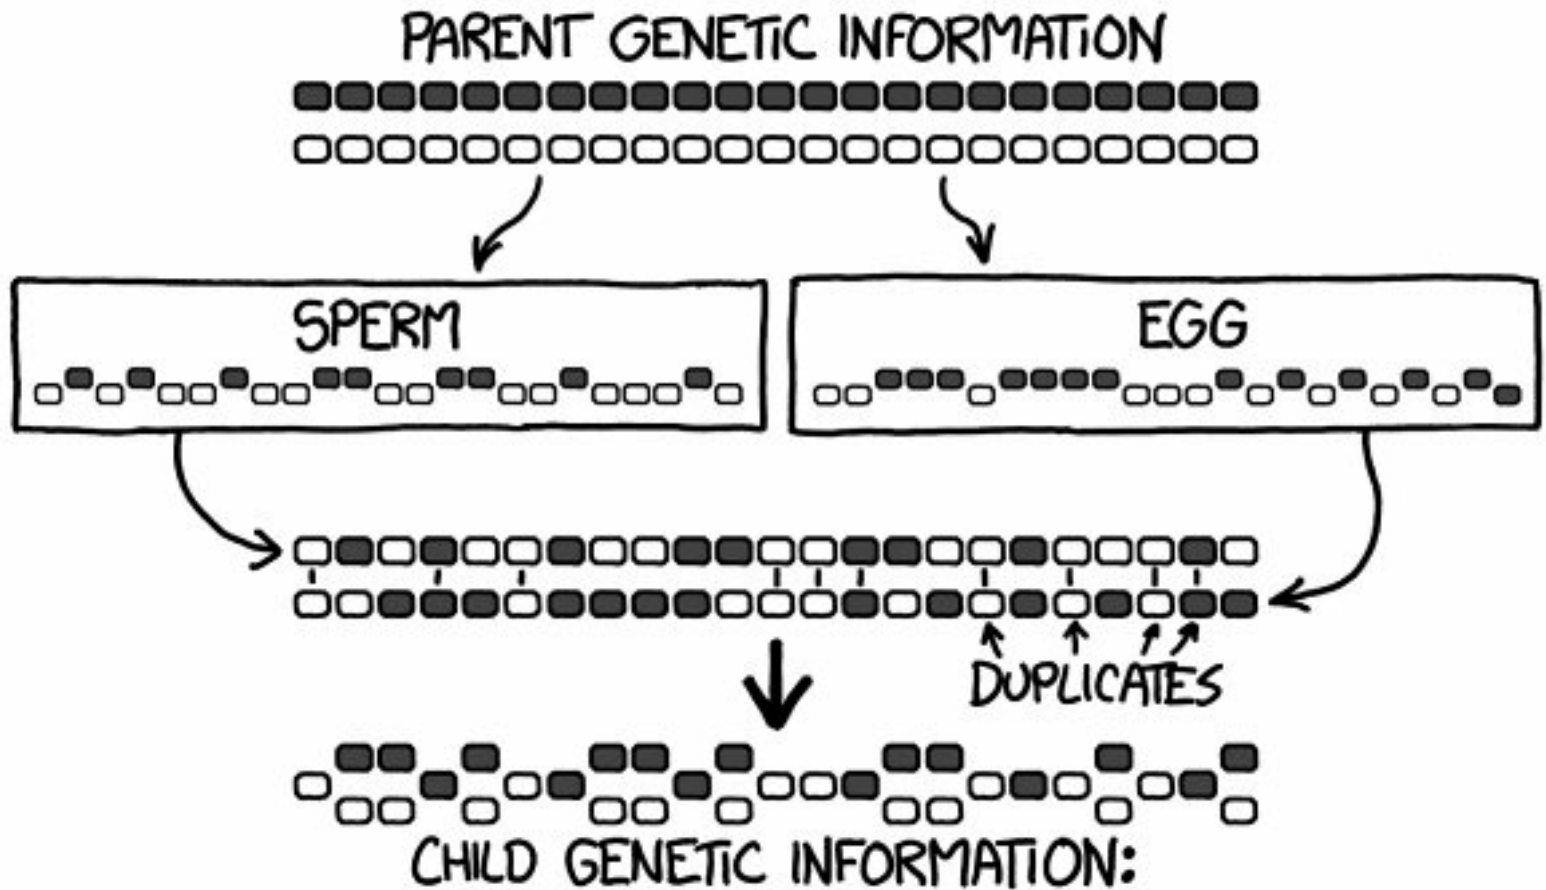 PARENT GENETIC INFORMATION
SPERM
EGG
DUPLICATES
CHILD GENETIC INFORMATION: